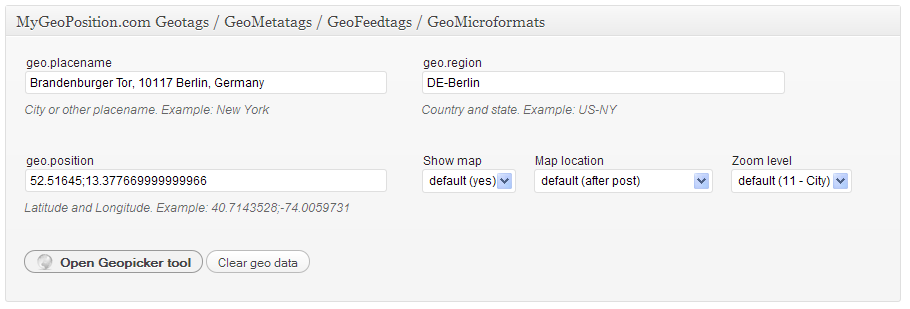 MyGeoPosition.com Geotags / GeoMetatags / GeoFeedtags / GeoMicroformats
geo.placename
geo.region
Brandenburger Tor, 10117 Berlin, Germany
DE-Berlin
City or other placename. Example: New York
Country and state. Example: US-NY
geo.position
Show map
Map location
Zoom level
52.51645;13.377669999999966
default (yes)
default (after post)
default (11 - City)
Latitude and Longitude. Example: 40.7143528;-74.0059731
Open Geopicker tool
Clear geo data